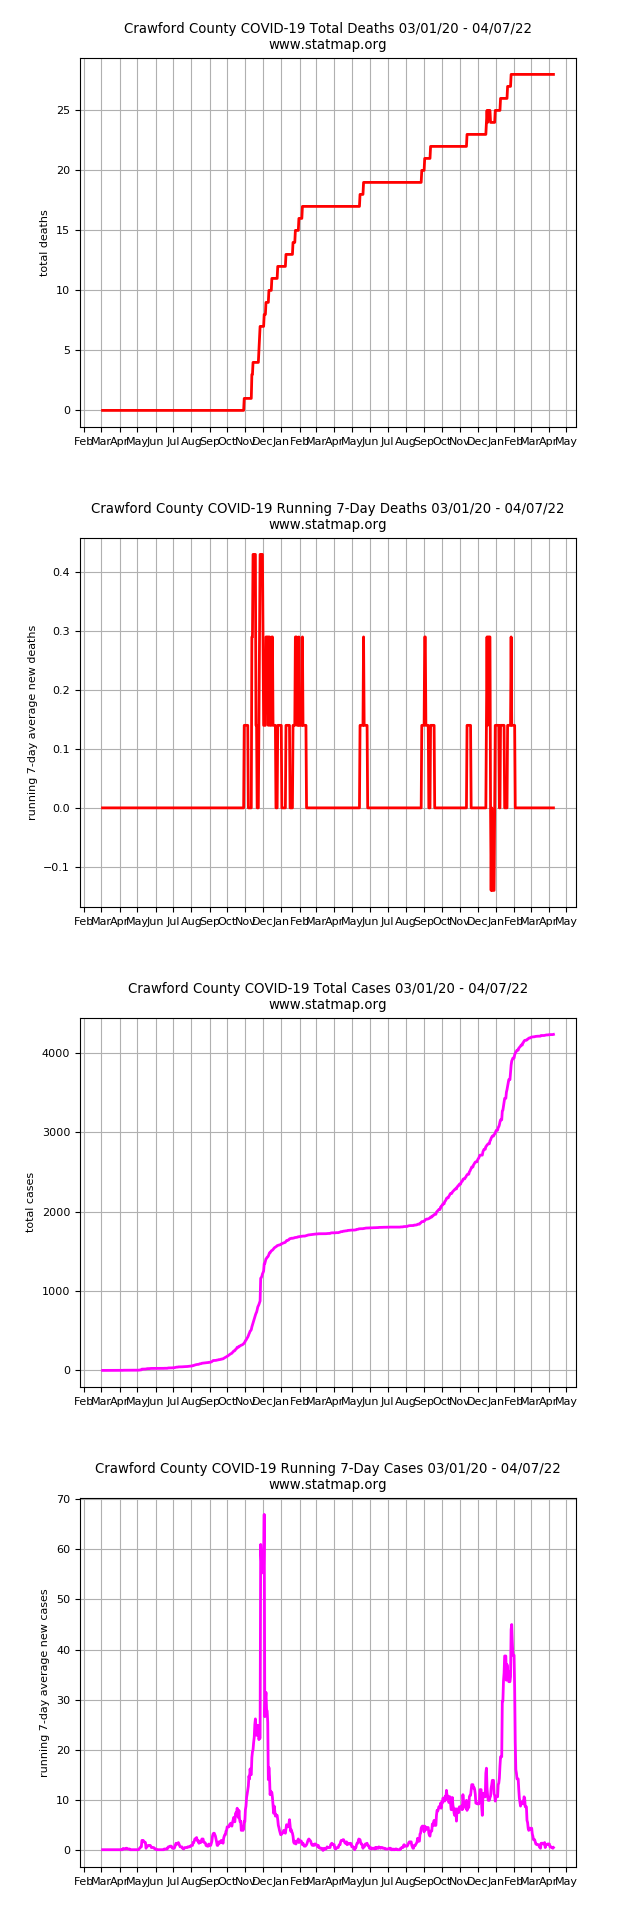 Crawford County COVID-19 Total Deaths 03/01/20 - 04/07/22
www.statmap.org
25
20
15
10
5
0
total deaths
Feb Mar Apr May Jun Jul Aug Sep Oct Nov Dec Jan Feb Mar Apr May Jun Jul Aug Sep Oct Nov Dec Jan Feb Mar Apr May
Crawford County COVID-19 Running 7-Day Deaths 03/01/20 - 04/07/22
www.statmap.org
0.4
0.3
0.2
0.1
0.0
−0.1
running 7-day average new deaths
Feb Mar Apr May Jun Jul Aug Sep Oct Nov Dec Jan Feb Mar Apr May Jun Jul Aug Sep Oct Nov Dec Jan Feb Mar Apr May
Crawford County COVID-19 Total Cases 03/01/20 - 04/07/22
www.statmap.org
4000
3000
2000
1000
0
total cases
Feb Mar Apr May Jun Jul Aug Sep Oct Nov Dec Jan Feb Mar Apr May Jun Jul Aug Sep Oct Nov Dec Jan Feb Mar Apr May
Crawford County COVID-19 Running 7-Day Cases 03/01/20 - 04/07/22
www.statmap.org
70
60
50
40
30
20
10
0
running 7-day average new cases
Feb Mar Apr May Jun Jul Aug Sep Oct Nov Dec Jan Feb Mar Apr May Jun Jul Aug Sep Oct Nov Dec Jan Feb Mar Apr May